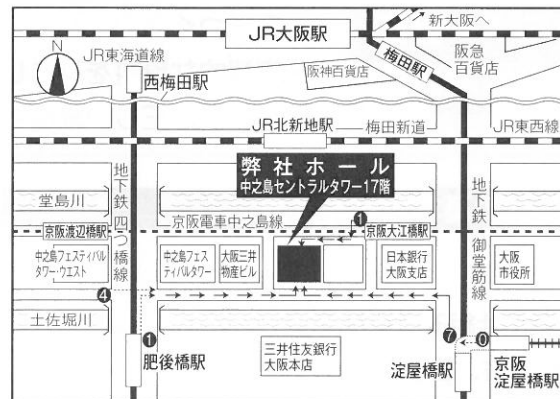 新大阪へ
JR大阪駅
JR東海道線
N
西梅田駅
阪神百貨店
梅田駅
阪急
百貨店
JR北新地駅
梅田新道
JR東西線
弊社ホール
中之島セントラルタワー17階
地下鉄 四つ橋線
地下鉄 御堂筋線
堂島川
京阪電車中之島線
1
京阪渡辺橋駅
京阪大江橋駅
中之島フェスティバル
タワー・ウエスト
中之島フェス
ティバルタワー
大阪三井
物産ビル
日本銀行
大阪支店
大阪
市役所
4
土佐堀川
1
肥後橋駅
三井住友銀行
大阪本店
7
0
淀屋橋駅
京阪
淀屋橋駅